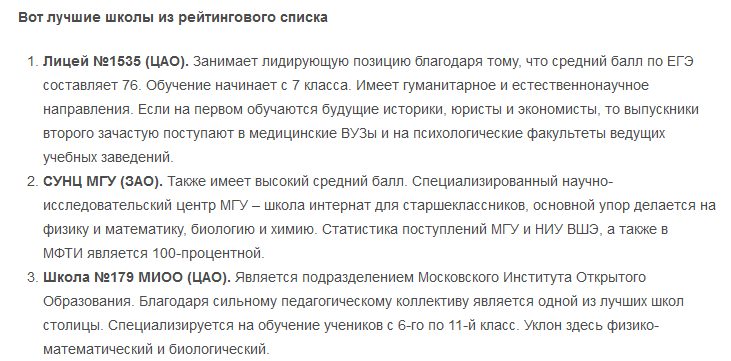 Вот лучшие школы из рейтингового списка
1. Лицей №1535 (ЦАО). Занимает лидирующую позицию благодаря тому, что средний балл по ЕГЭ
составляет 76. Обучение начинает с 7 класса. Имеет гуманитарное и естественнонаучное
направления. Если на первом обучаются будущие историки, юристы и экономисты, то выпускники
второго зачастую поступают в медицинские ВУЗы и на психологические факультеты ведущих
учебных заведений.
2. СУНЦ МГУ (ЗАО). Также имеет высокий средний балл. Специализированный научно-
исследовательский центр МГУ – школа интернат для старшеклассников, основной упор делается на
физику и математику, биологию и химию. Статистика поступлений МГУ и НИУ ВШЭ, а также в
МФТИ является 100-процентной.
3. Школа №179 МИОО (ЦАО). Является подразделением Московского Института Открытого
Образования. Благодаря сильному педагогическому коллективу является одной из лучших школ
столицы. Специализируется на обучение учеников с 6-го по 11-й класс. Уклон здесь физико-
математический и биологический.